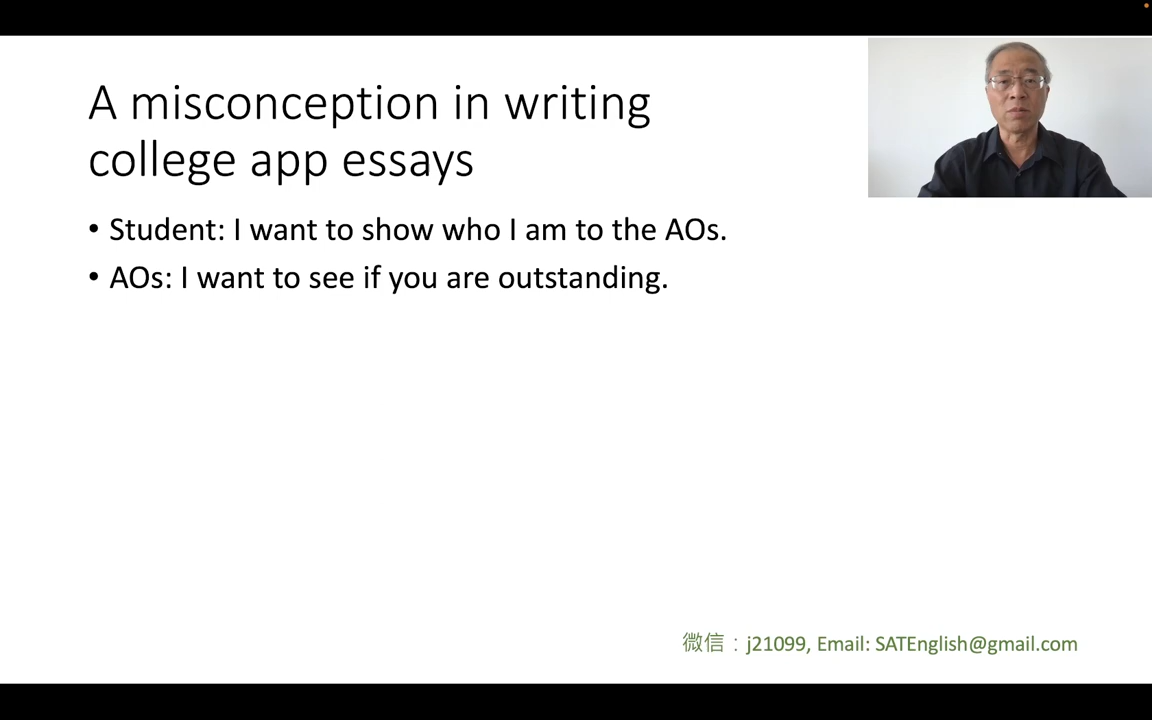 A misconception in writing
college app essays
• Student: I want to show who I am to the AOs.
• AOs: I want to see if you are outstanding.
微信：j21099, Email: SATEnglish@gmail.com